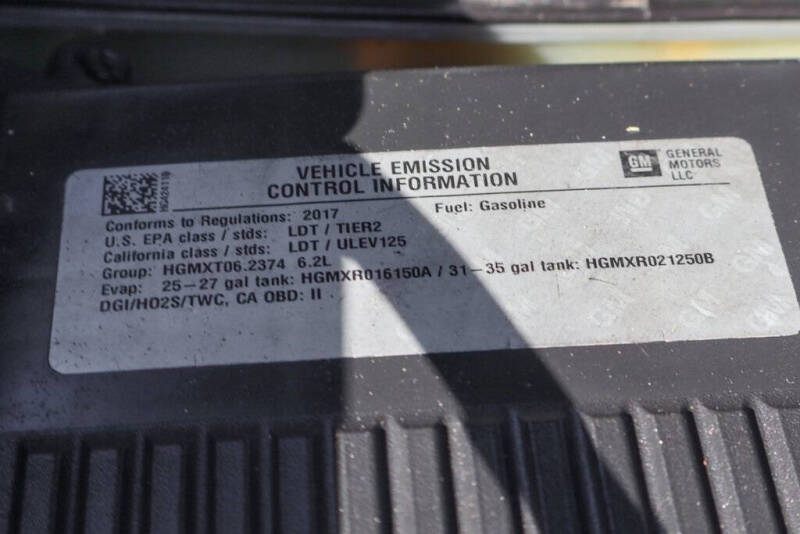 VEHICLE EMISSION
CONTROL INFORMATION
GM
GENERAL
MOTORS
LLC
Conforms to Regulations: 2017
Fuel: Gasoline
U.S. EPA class / stds: LDT / TIER2
California class / stds: LDT / ULEV125
Group: HGMXT06.2374 6.2L
Evap: 25-27 gal tank: HGMXR016150A / 31-35 gal tank: HGMXR021250B
DGI/HO2S/TWC, CA OBD: II